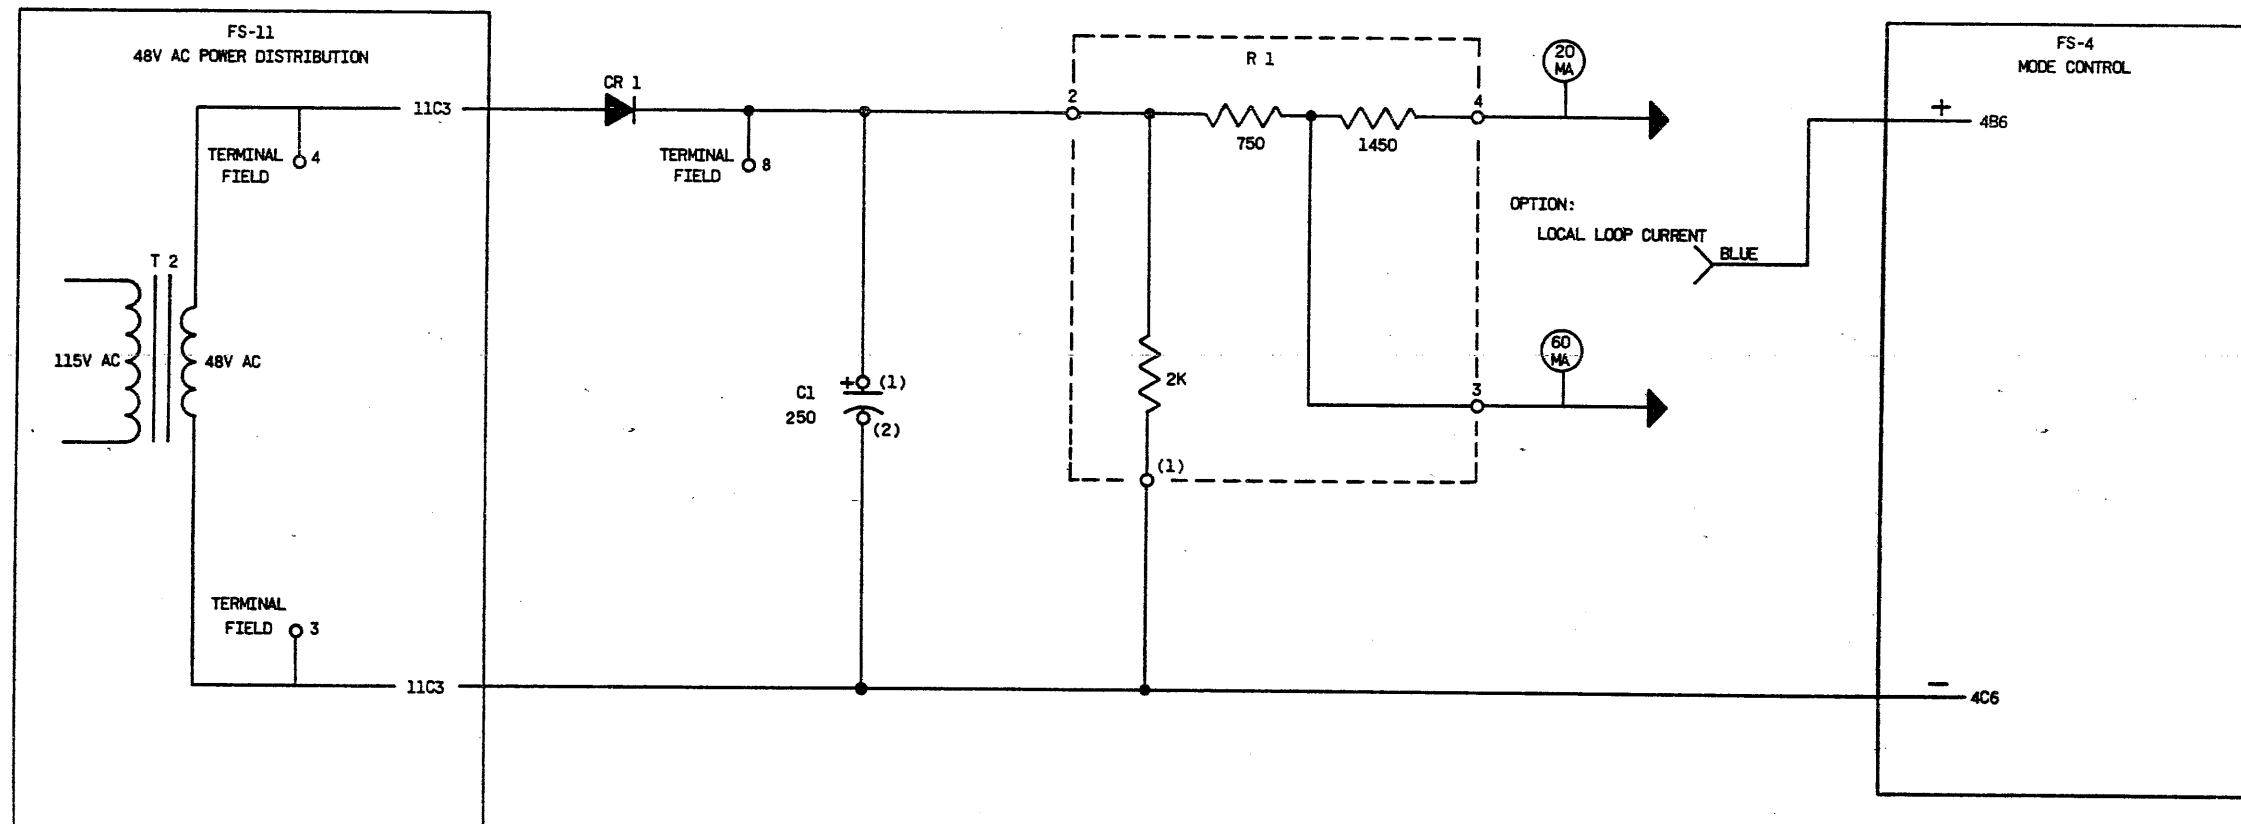 FS-11
48V AC POWER DISTRIBUTION
11C3
TERMINAL
FIELD
4
T 2
115V AC
48V AC
TERMINAL
FIELD
3
11C3
CR 1
TERMINAL
FIELD
8
C1
250
+
(1)
(2)
R 1
2
750
1450
4
2K
3
(1)
20
MA
OPTION:
LOCAL LOOP CURRENT
BLUE
60
MA
FS-4
MODE CONTROL
+
4B6
−
4C6